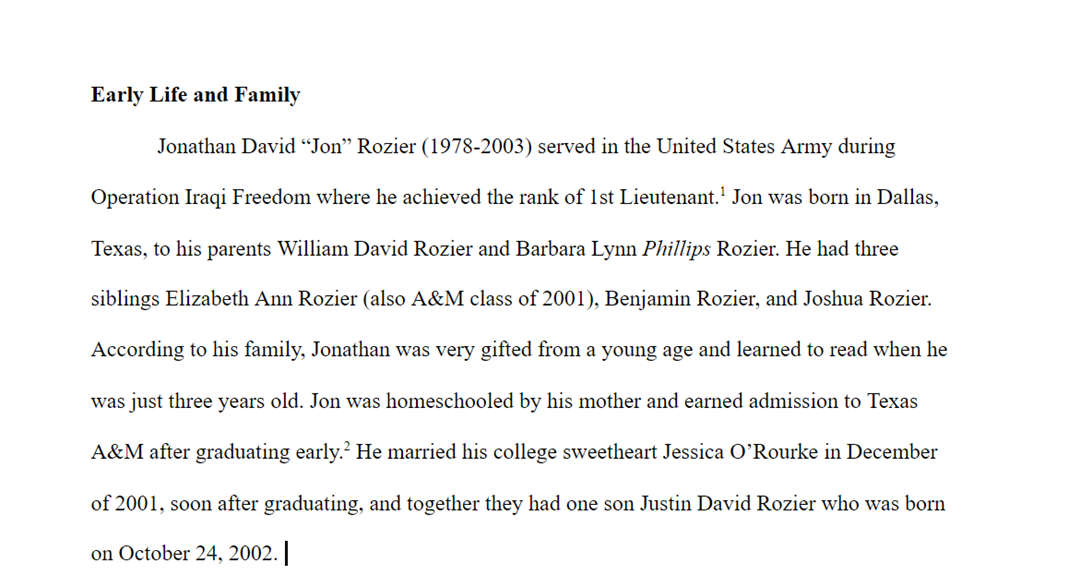 Early Life and Family
Jonathan David “Jon” Rozier (1978-2003) served in the United States Army during
Operation Iraqi Freedom where he achieved the rank of 1st Lieutenant.¹ Jon was born in Dallas,
Texas, to his parents William David Rozier and Barbara Lynn Phillips Rozier. He had three
siblings Elizabeth Ann Rozier (also A&M class of 2001), Benjamin Rozier, and Joshua Rozier.
According to his family, Jonathan was very gifted from a young age and learned to read when he
was just three years old. Jon was homeschooled by his mother and earned admission to Texas
A&M after graduating early.² He married his college sweetheart Jessica O’Rourke in December
of 2001, soon after graduating, and together they had one son Justin David Rozier who was born
on October 24, 2002.